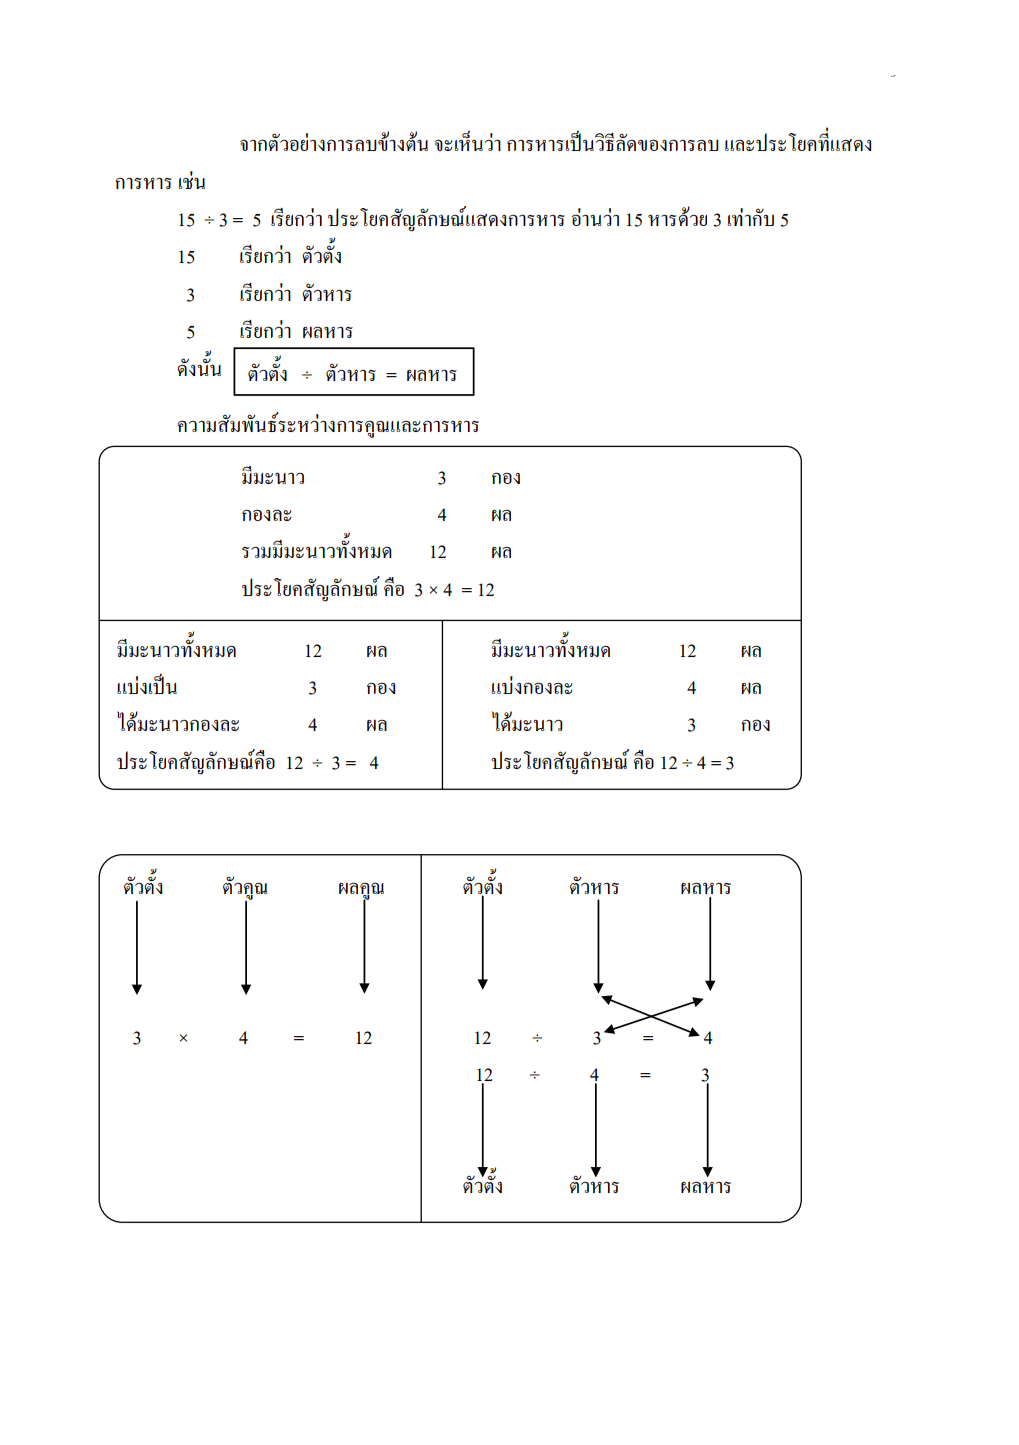 จากตัวอย่างการลบข้างต้น จะเห็นว่า การหารเป็นวิธีลัดของการลบ และประโยคที่แสดง
การหาร เช่น
15 ÷ 3 = 5 เรียกว่า ประโยคสัญลักษณ์แสดงการหาร อ่านว่า 15 หารด้วย 3 เท่ากับ 5
15 เรียกว่า ตัวตั้ง
3 เรียกว่า ตัวหาร
5 เรียกว่า ผลหาร
ดังนั้น ตัวตั้ง ÷ ตัวหาร = ผลหาร
ความสัมพันธ์ระหว่างการคูณและการหาร
มีมะนาว 3 กอง
กองละ 4 ผล
รวมมีมะนาวทั้งหมด 12 ผล
ประโยคสัญลักษณ์ คือ 3 × 4 = 12
มีมะนาวทั้งหมด 12 ผล
แบ่งเป็น 3 กอง
ได้มะนาวกองละ 4 ผล
ประโยคสัญลักษณ์คือ 12 ÷ 3 = 4
มีมะนาวทั้งหมด 12 ผล
แบ่งกองละ 4 ผล
ได้มะนาว 3 กอง
ประโยคสัญลักษณ์ คือ 12 ÷ 4 = 3
ตัวตั้ง ตัวคูณ ผลคูณ
3 × 4 = 12
ตัวตั้ง ตัวหาร ผลหาร
12 ÷ 3 = 4
12 ÷ 4 = 3
ตัวตั้ง ตัวหาร ผลหาร